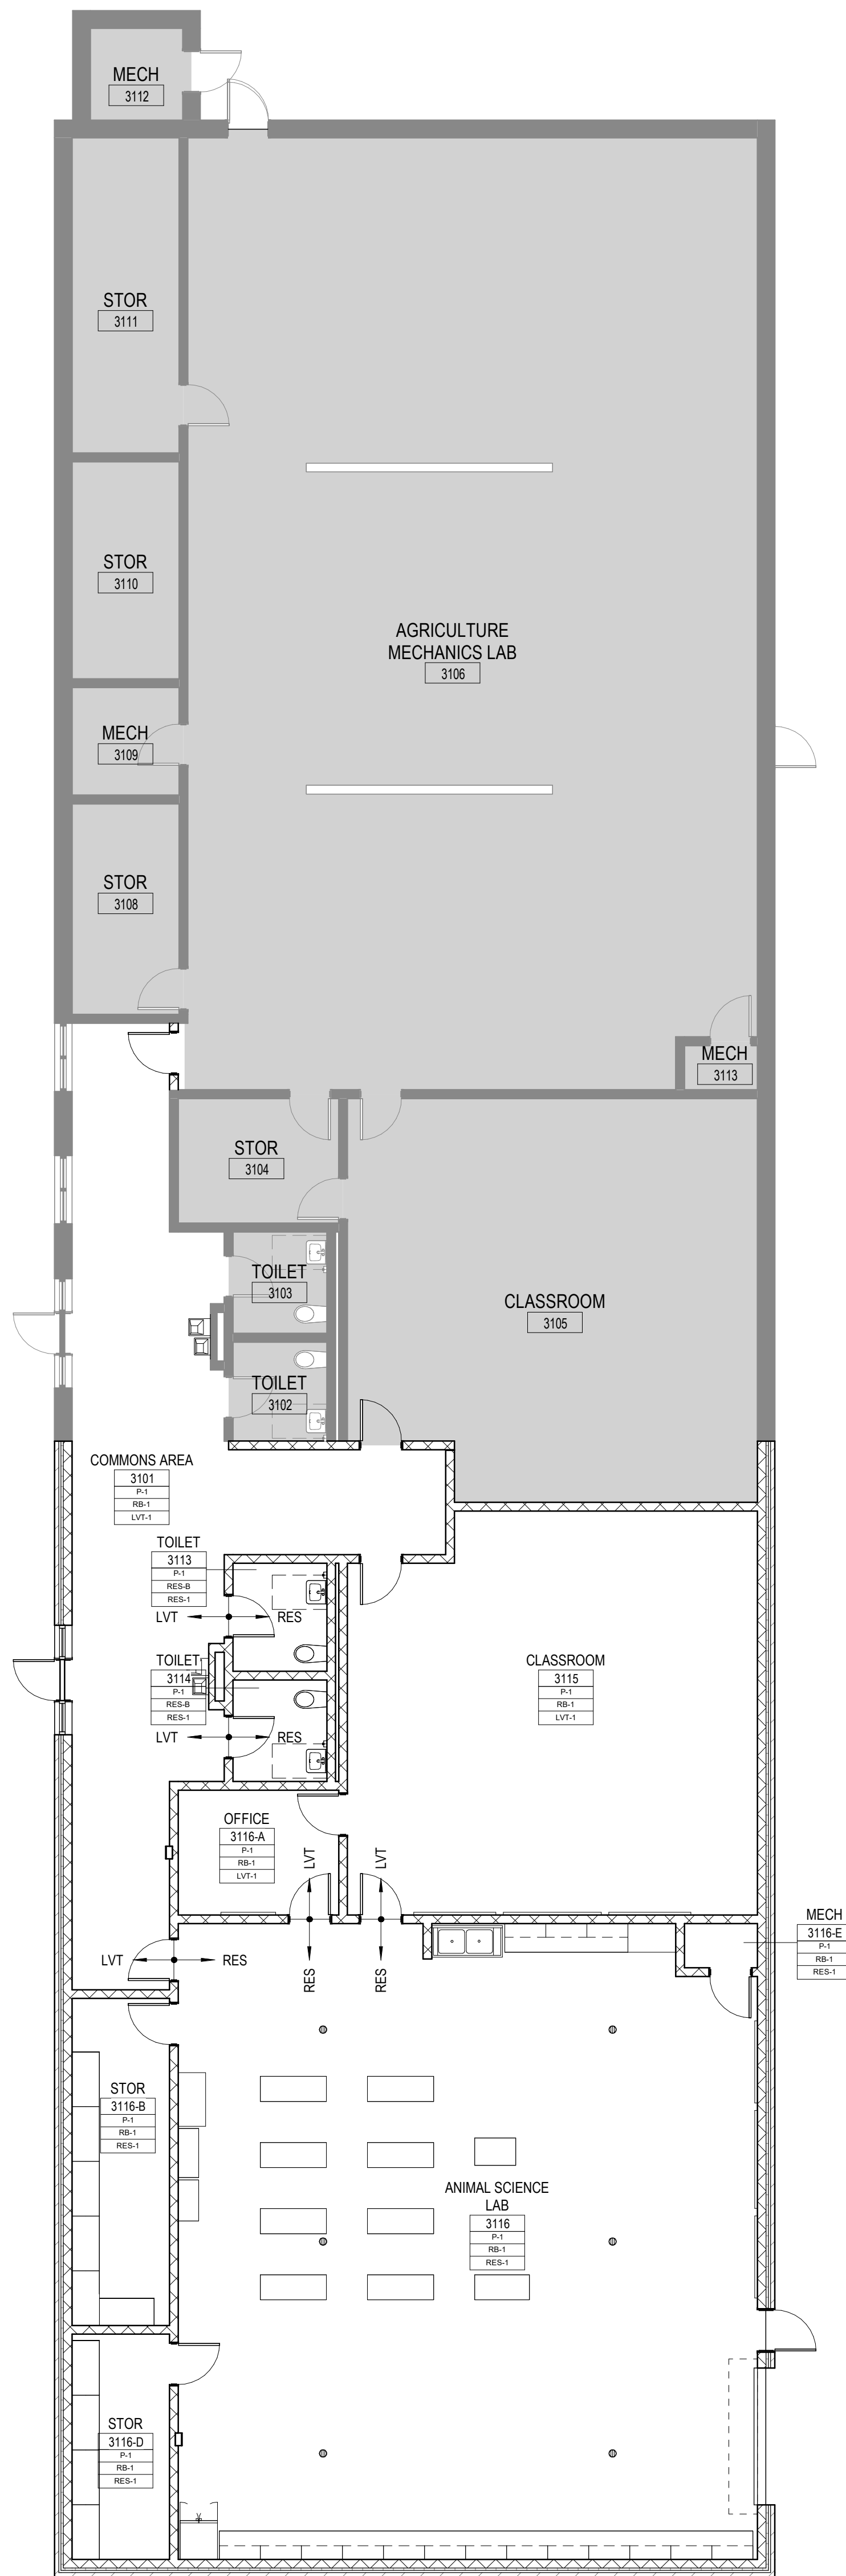 MECH
3112
STOR
3111
STOR
3110
AGRICULTURE
MECHANICS LAB
3106
MECH
3109
STOR
3108
MECH
3113
STOR
3104
TOILET
3103
CLASSROOM
3105
TOILET
3102
COMMONS AREA
3101
P-1
RB-1
LVT-1
TOILET
3113
P-1
RES-B
RES-1
LVT
RES
TOILET
3114
P-1
RES-B
RES-1
LVT
RES
CLASSROOM
3115
P-1
RB-1
LVT-1
OFFICE
3116-A
P-1
RB-1
LVT-1
LVT
LVT
RES
RES
LVT
RES
MECH
3116-E
P-1
RB-1
RES-1
STOR
3116-B
P-1
RB-1
RES-1
ANIMAL SCIENCE
LAB
3116
P-1
RB-1
RES-1
STOR
3116-D
P-1
RB-1
RES-1